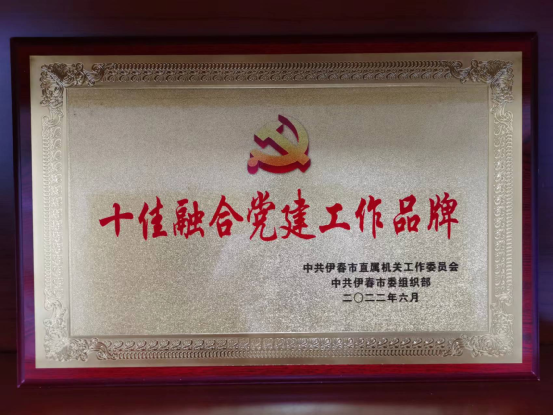 十佳融合党建工作品牌
中共伊春市直属机关工作委员会
中共伊春市委组织部
二〇二二年六月